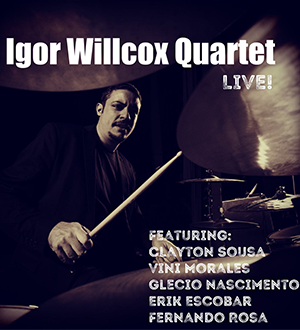 Igor Willcox Quartet
LIVE!
FEATURING:
CLAYTON SOUSA
VINI MORALES
GLECIO NASCIMENTO
ERIK ESCOBAR
FERNANDO ROSA